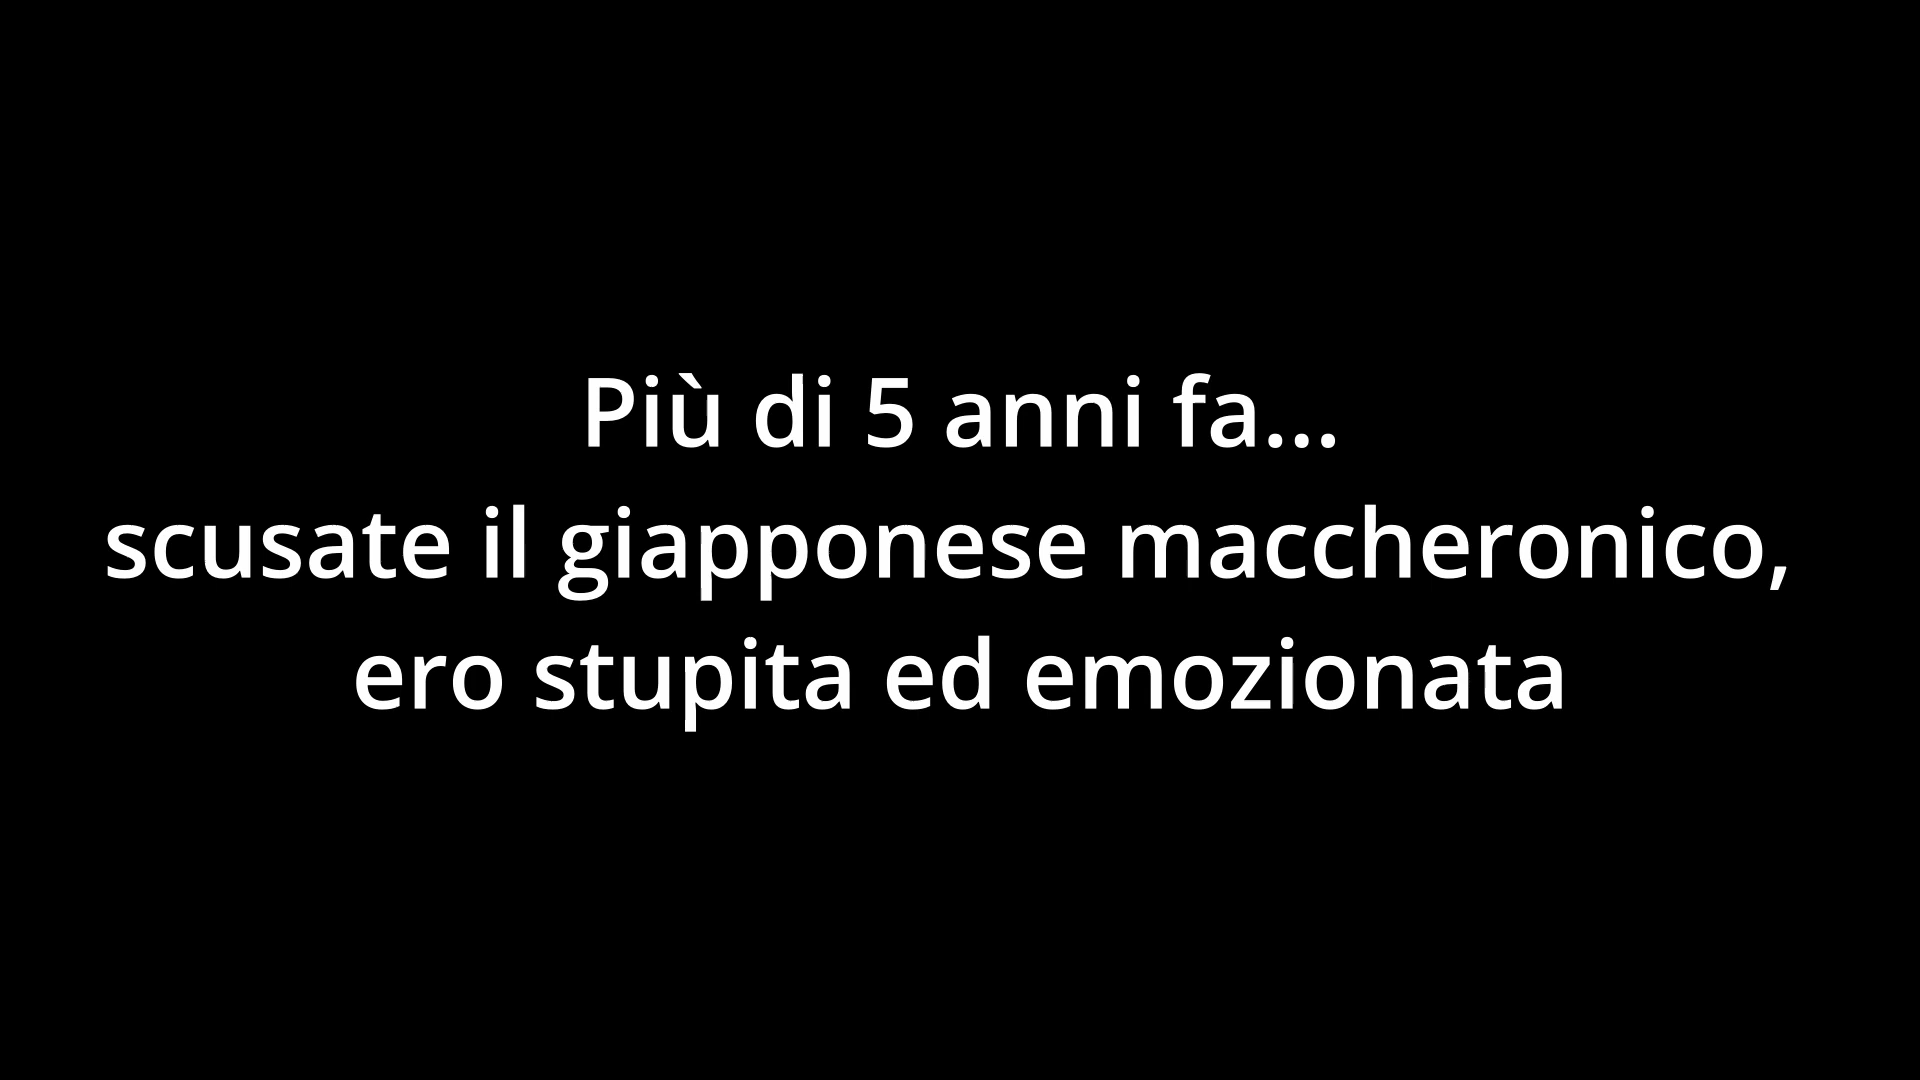 Più di 5 anni fa...
scusate il giapponese maccheronico,
ero stupita ed emozionata